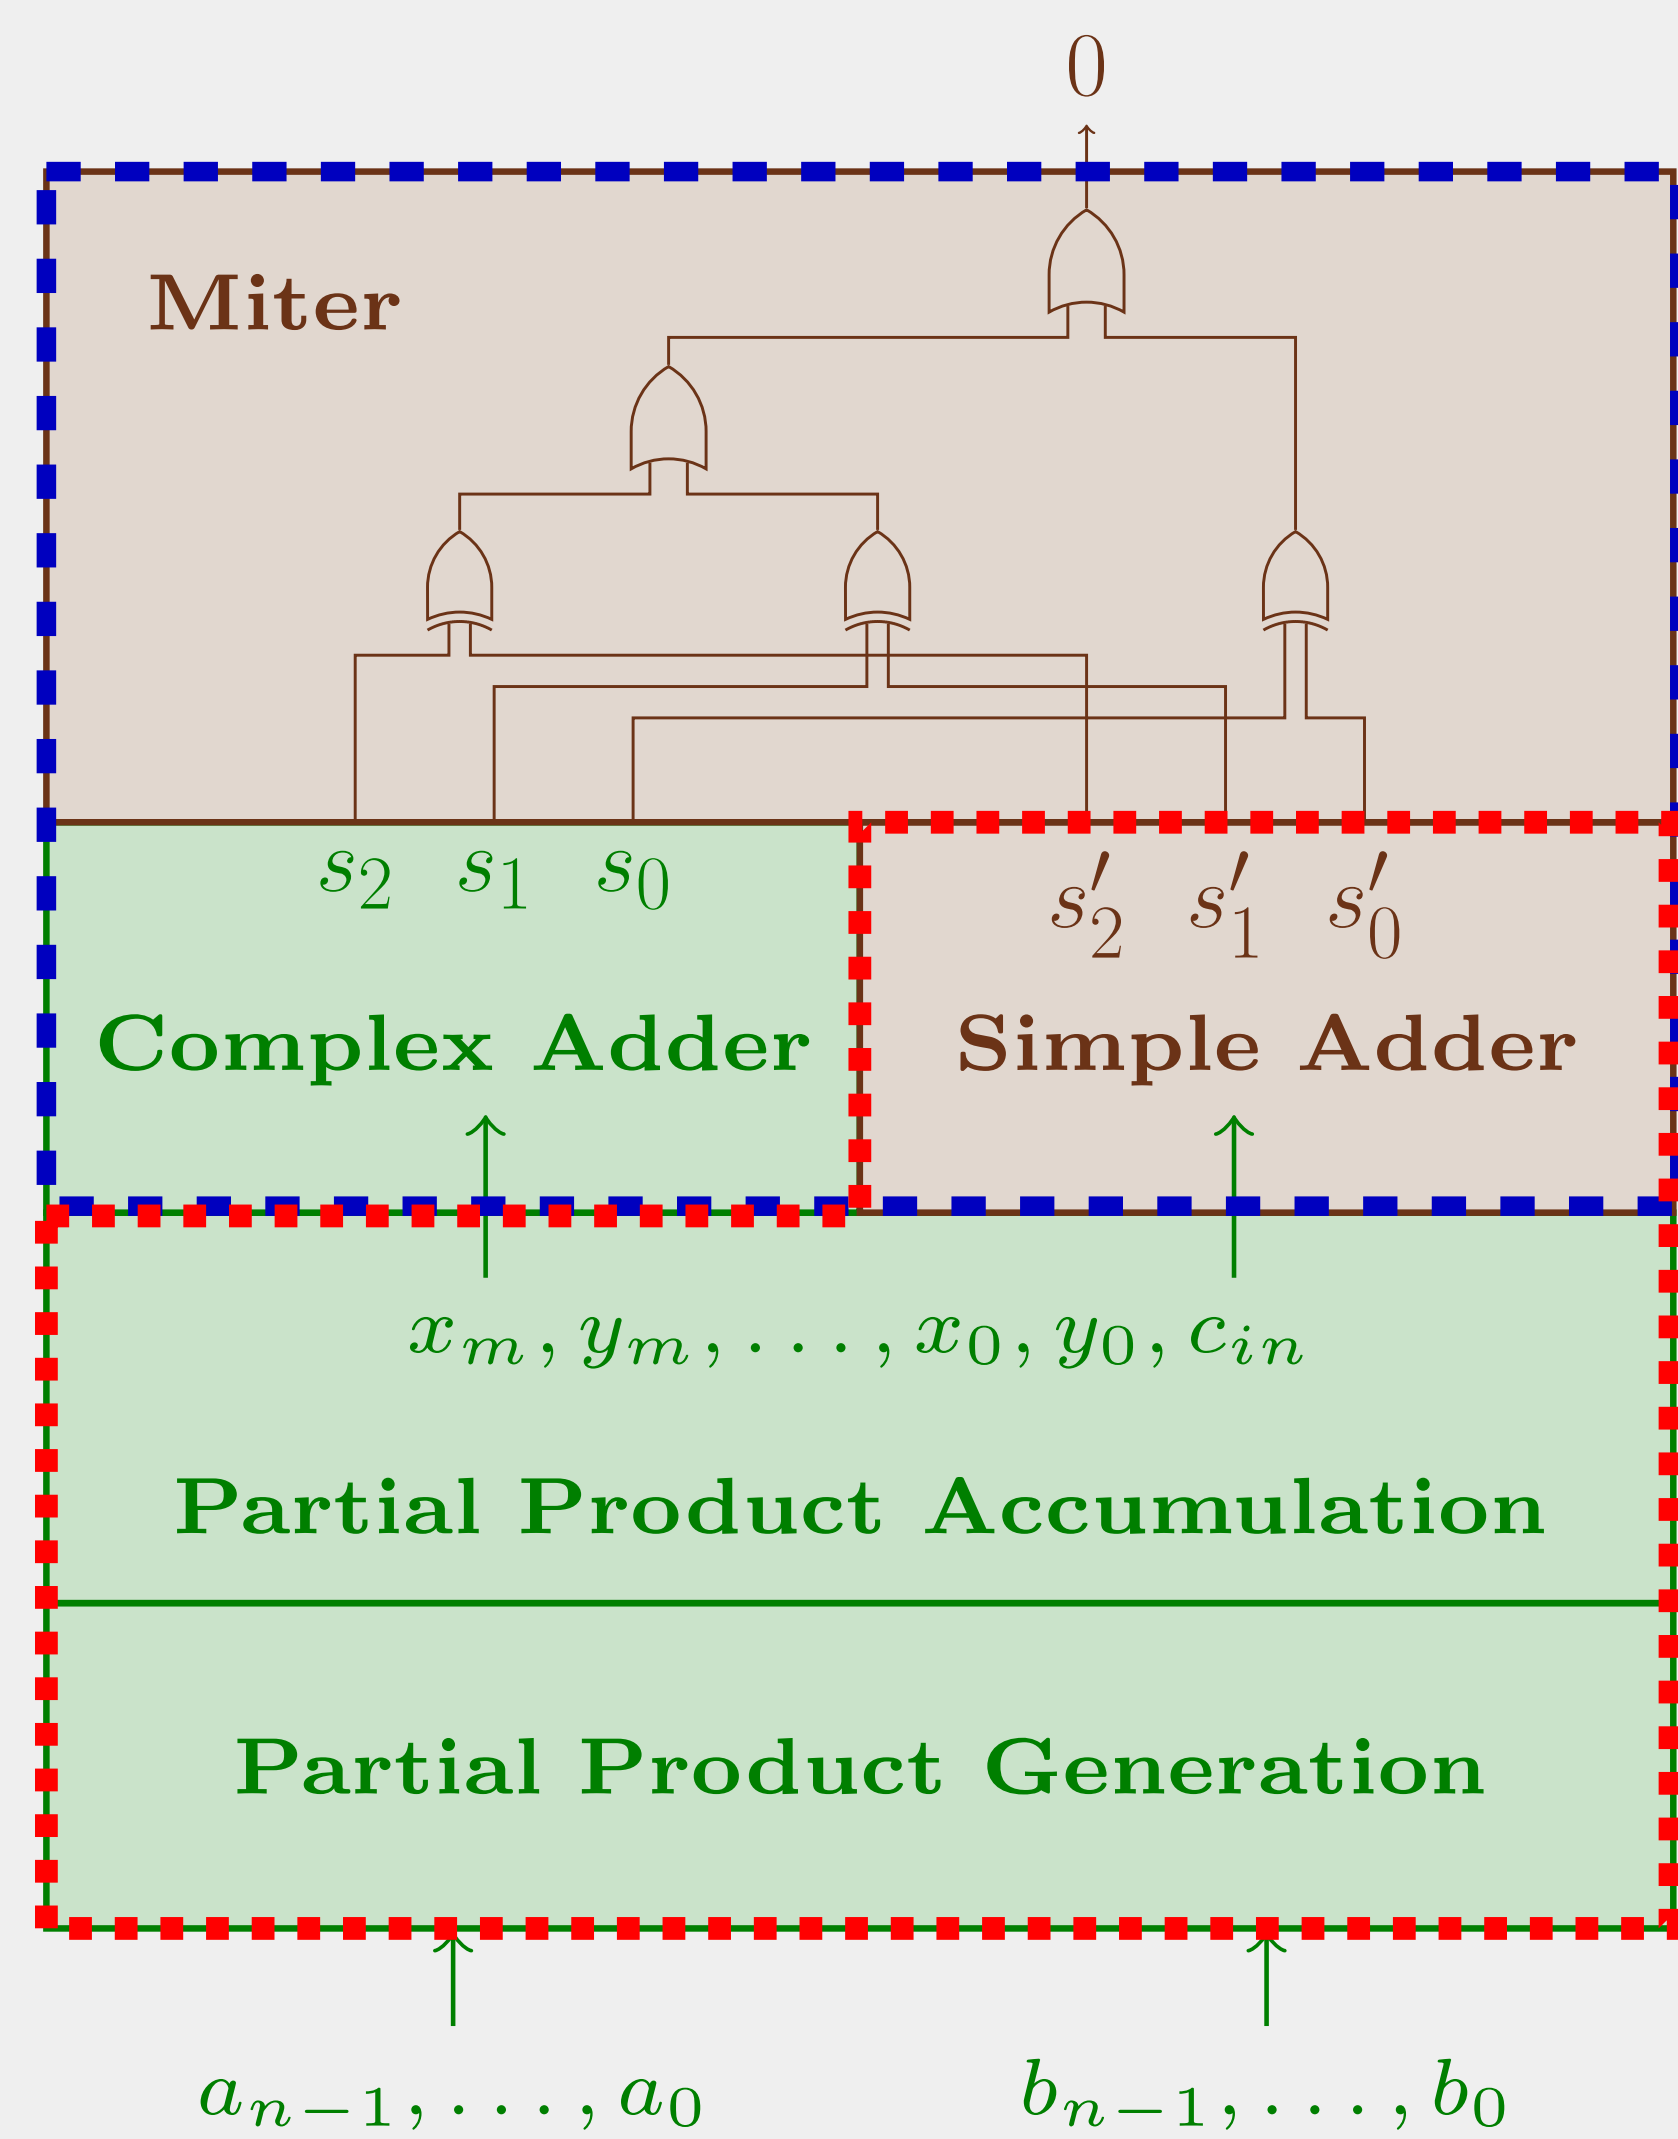 0
Miter
s₂ s₁ s₀ s′₂ s′₁ s′₀
Complex Adder Simple Adder
xₘ, yₘ, . . . , x₀, y₀, cᵢₙ
Partial Product Accumulation
Partial Product Generation
aₙ₋₁, . . . , a₀ bₙ₋₁, . . . , b₀